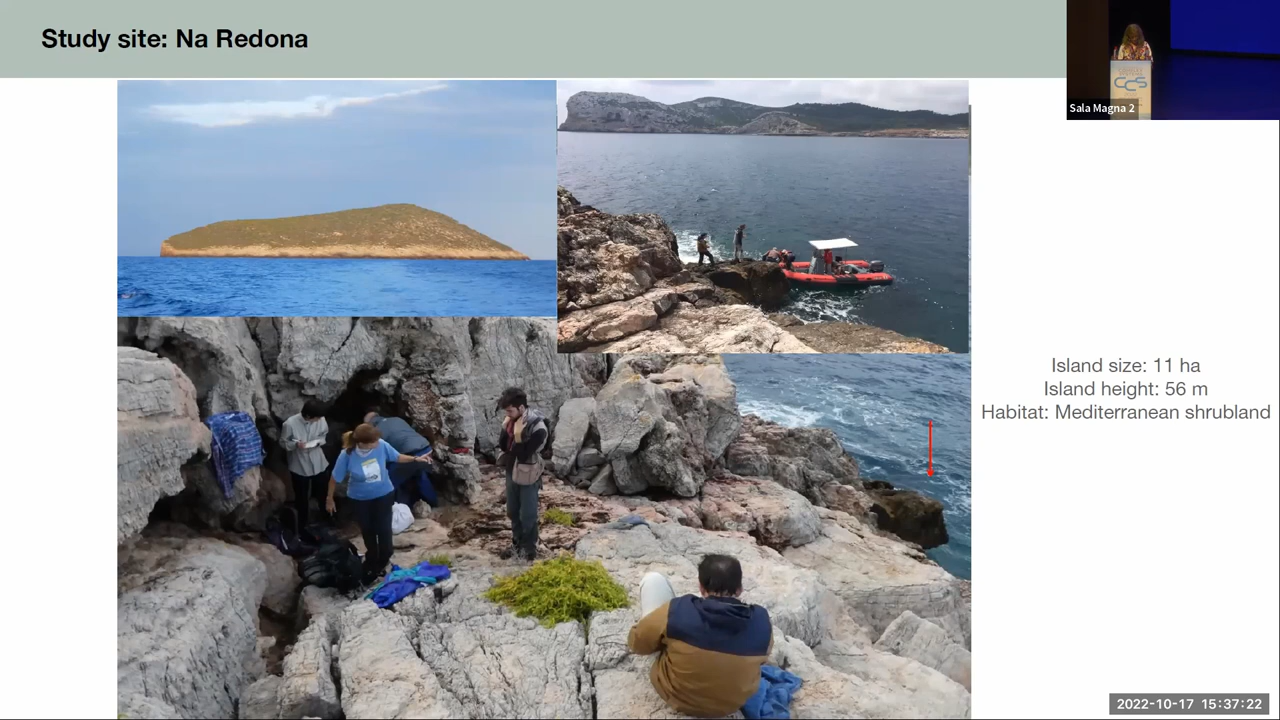 Study site: Na Redona
CCS
Sala Magna 2
Island size: 11 ha
Island height: 56 m
Habitat: Mediterranean shrubland
2022-10-17 15:37:22